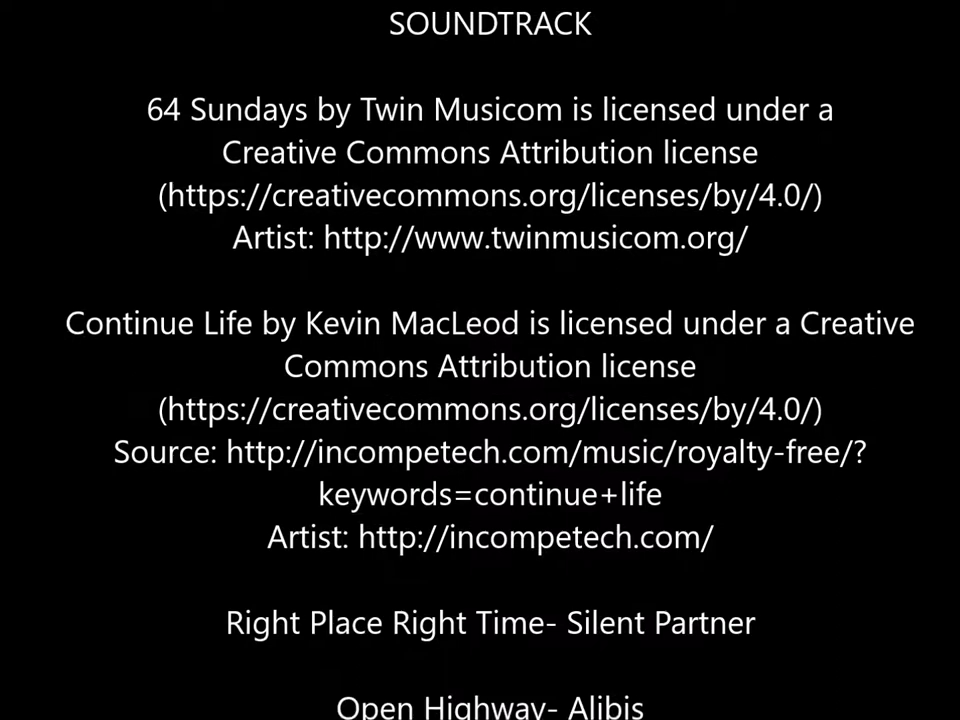 SOUNDTRACK
64 Sundays by Twin Musicom is licensed under a
Creative Commons Attribution license
(https://creativecommons.org/licenses/by/4.0/)
Artist: http://www.twinmusicom.org/
Continue Life by Kevin MacLeod is licensed under a Creative
Commons Attribution license
(https://creativecommons.org/licenses/by/4.0/)
Source: http://incompetech.com/music/royalty-free/?
keywords=continue+life
Artist: http://incompetech.com/
Right Place Right Time- Silent Partner
Open Highway- Alibis